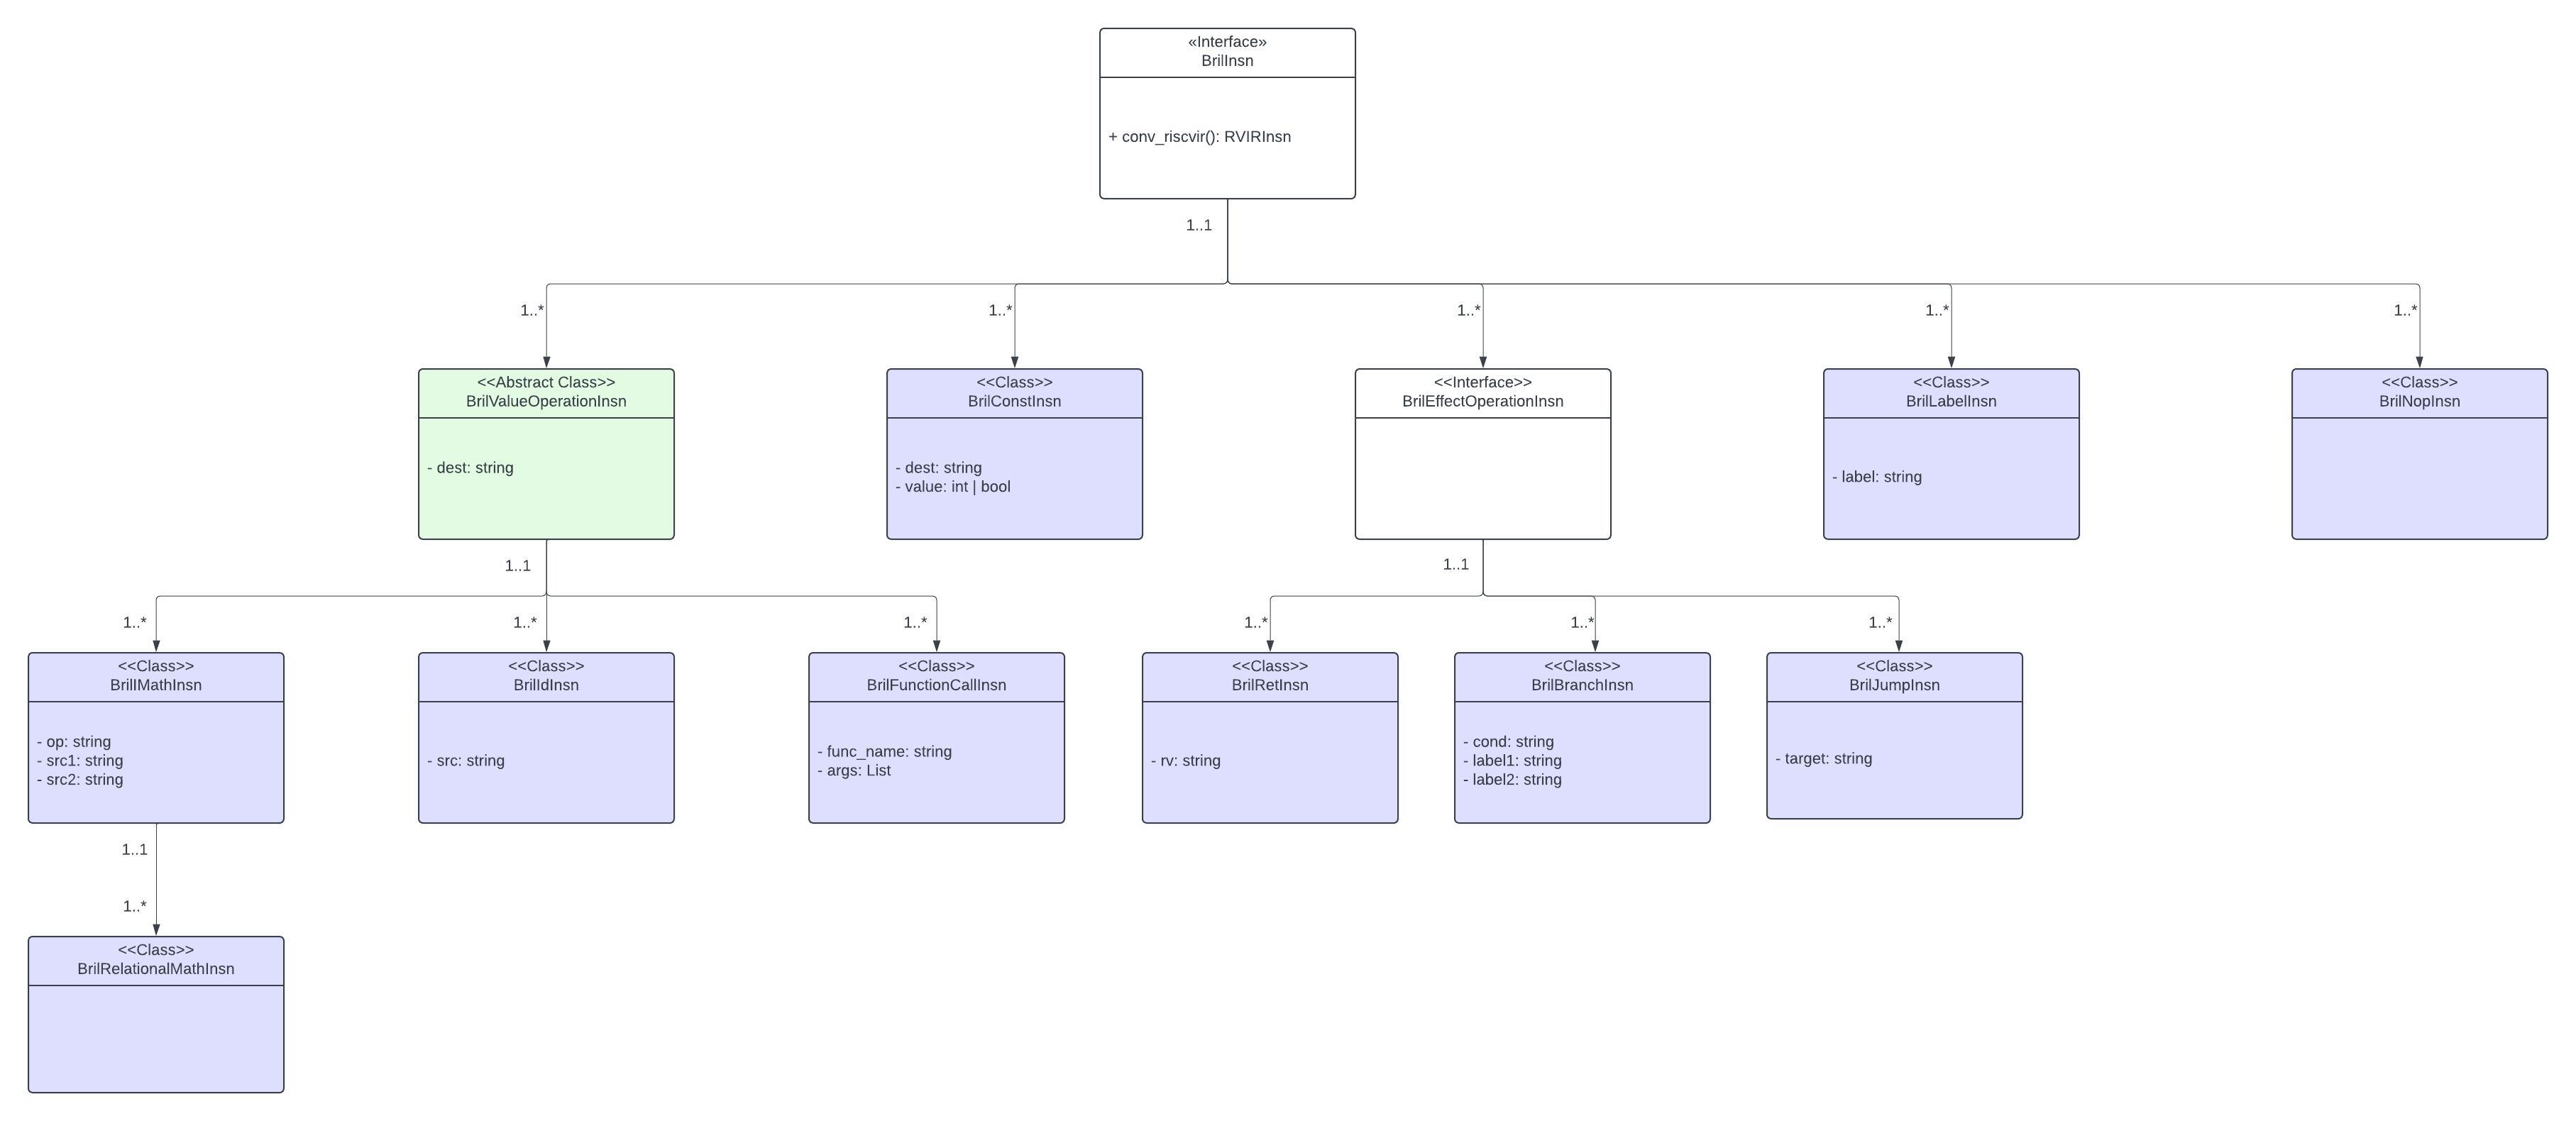 «Interface»
BrilInsn
+ conv_riscvir(): RVIRInsn
1..1
1..*
1..*
1..*
1..*
1..*
<<Abstract Class>>
BrilValueOperationInsn
- dest: string
<<Class>>
BrilConstInsn
- dest: string
- value: int | bool
<<Interface>>
BrilEffectOperationInsn
<<Class>>
BrilLabelInsn
- label: string
<<Class>>
BrilNopInsn
1..1
1..1
1..*
1..*
1..*
1..*
1..*
1..*
<<Class>>
BrilIMathInsn
- op: string
- src1: string
- src2: string
<<Class>>
BrilIdInsn
- src: string
<<Class>>
BrilFunctionCallInsn
- func_name: string
- args: List
<<Class>>
BrilRetInsn
- rv: string
<<Class>>
BrilBranchInsn
- cond: string
- label1: string
- label2: string
<<Class>>
BrilJumpInsn
- target: string
1..1
1..*
<<Class>>
BrilRelationalMathInsn